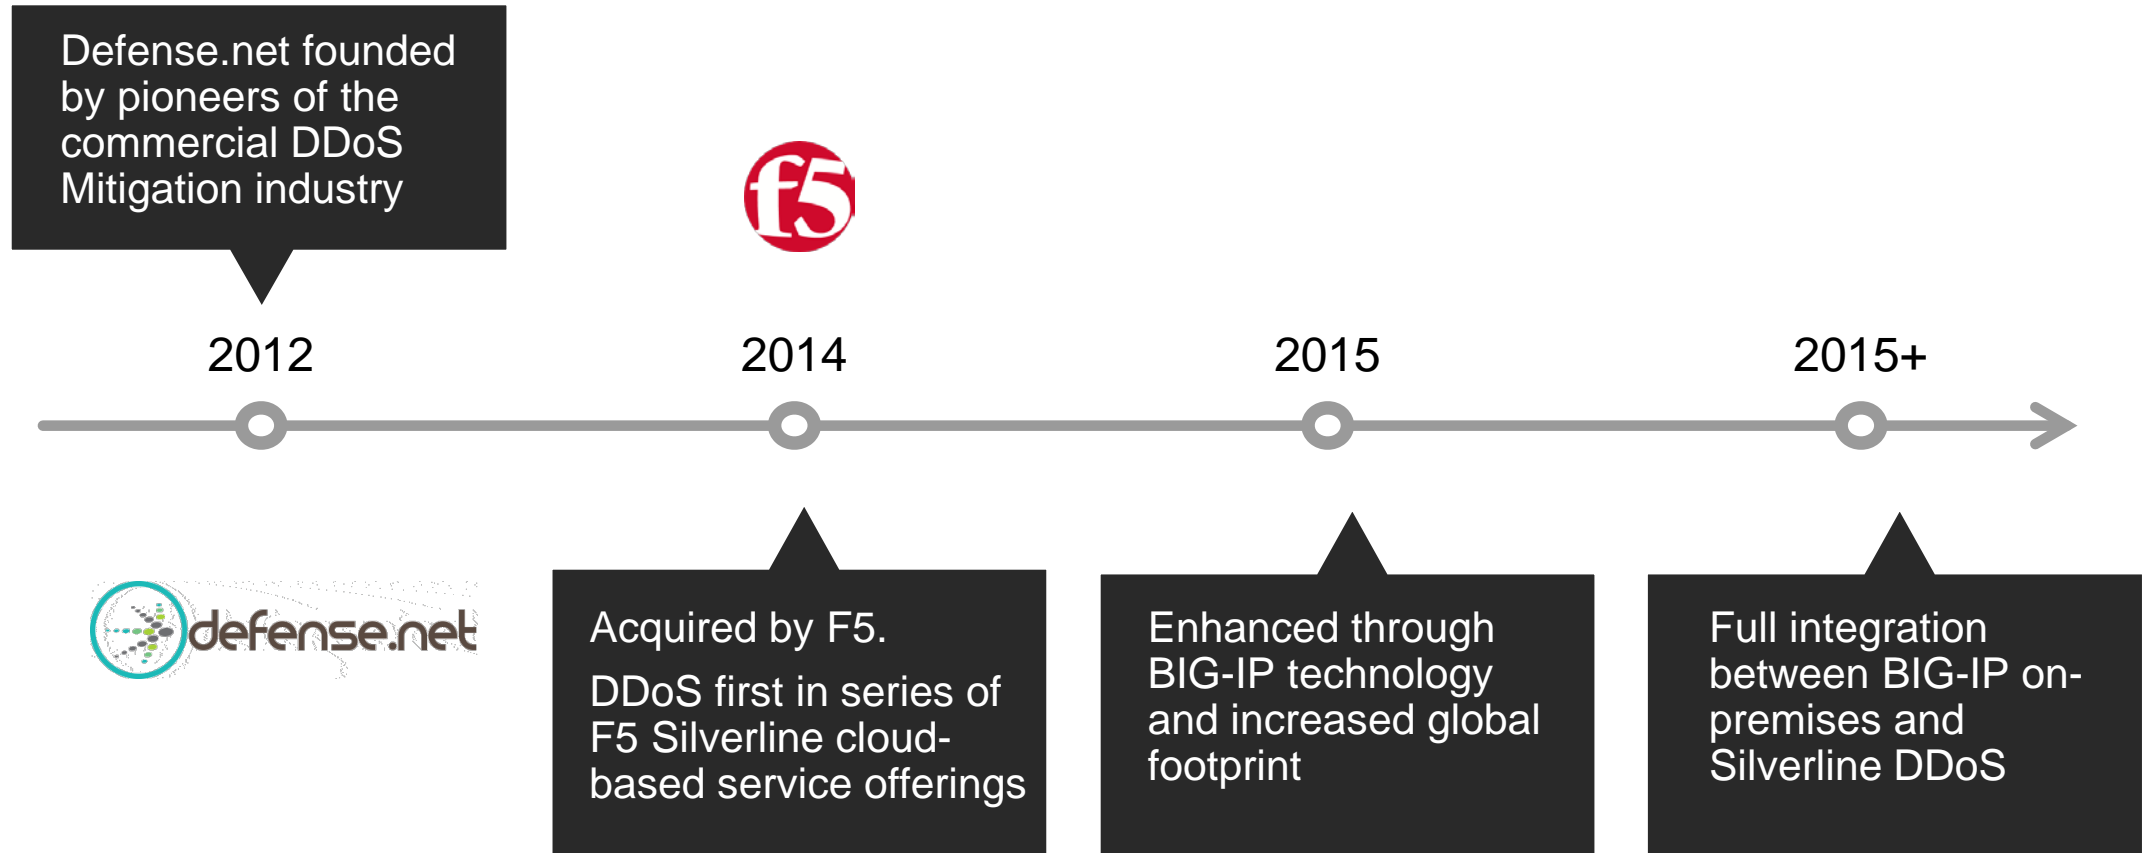 Defense.net founded
by pioneers of the
commercial DDoS
Mitigation industry
f5
2012
2014
2015
2015+
defense.net
Acquired by F5.
DDoS first in series of
F5 Silverline cloud-
based service offerings
Enhanced through
BIG-IP technology
and increased global
footprint
Full integration
between BIG-IP on-
premises and
Silverline DDoS